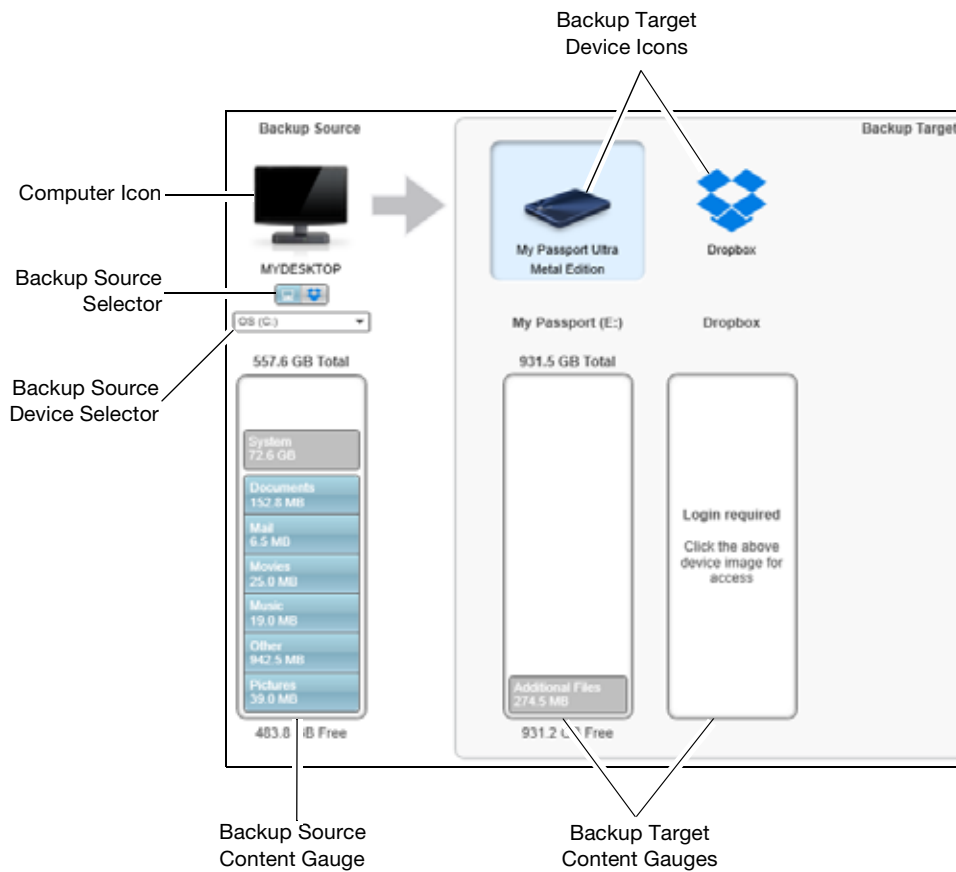 Backup Target
Device Icons
Backup Source
Backup Target
Computer Icon
My Passport Ultra
Metal Edition
Dropbox
MYDESKTOP
Backup Source
Selector
OS (C:)
My Passport (E:)
Dropbox
557.6 GB Total
931.5 GB Total
Backup Source
Device Selector
System
72.6 GB
Documents
152.8 MB
Mail
6.5 MB
Movies
25.0 MB
Music
19.0 MB
Other
942.5 MB
Pictures
39.0 MB
Login required
Click the above
device image for
access
Additional Files
274.5 MB
483.8 GB Free
931.2 GB Free
Backup Source
Content Gauge
Backup Target
Content Gauges